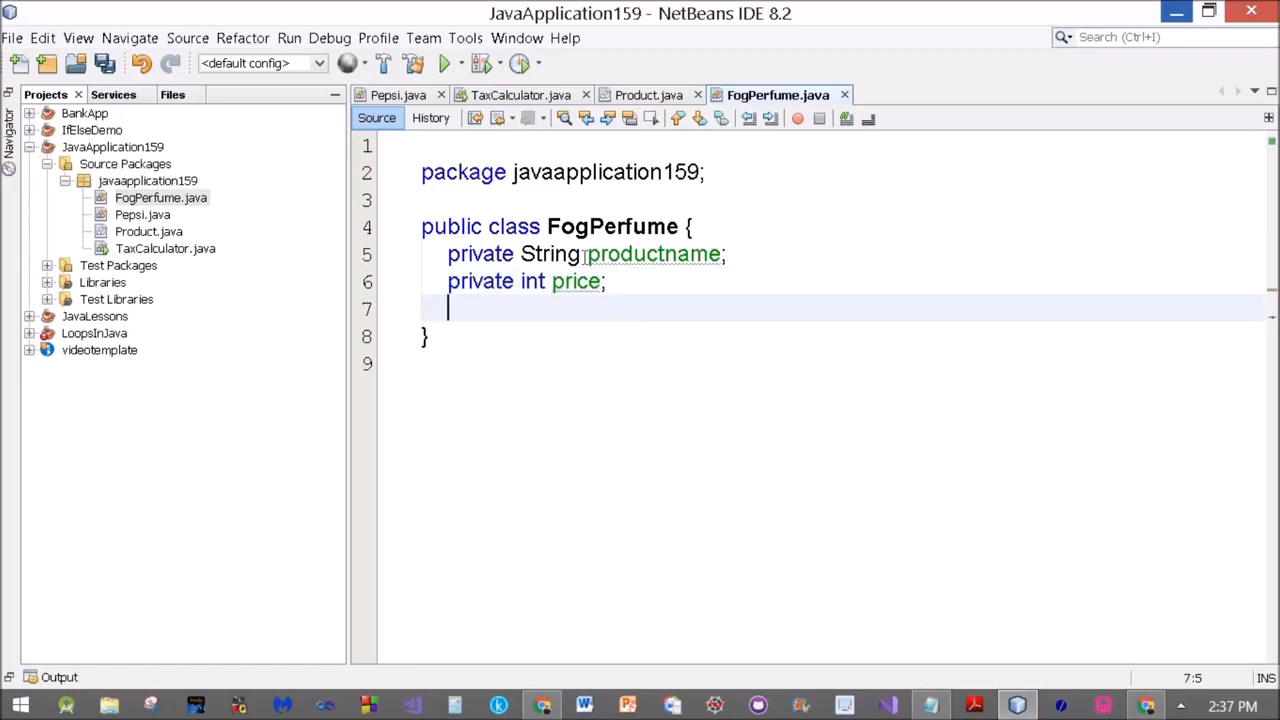 JavaApplication159 - NetBeans IDE 8.2
File Edit View Navigate Source Refactor Run Debug Profile Team Tools Window Help
Search (Ctrl+I)
<default config>
Projects Services Files
Pepsi.java TaxCalculator.java Product.java FogPerfume.java
Navigator
Source History
BankApp
IfElseDemo
JavaApplication159
Source Packages
javaapplication159
FogPerfume.java
Pepsi.java
Product.java
TaxCalculator.java
Test Packages
Libraries
Test Libraries
JavaLessons
LoopsInJava
videotemplate
1
2 package javaapplication159;
3
4 public class FogPerfume {
5 private String productname;
6 private int price;
7
8 }
9
Output
7:5 INS
2:37 PM